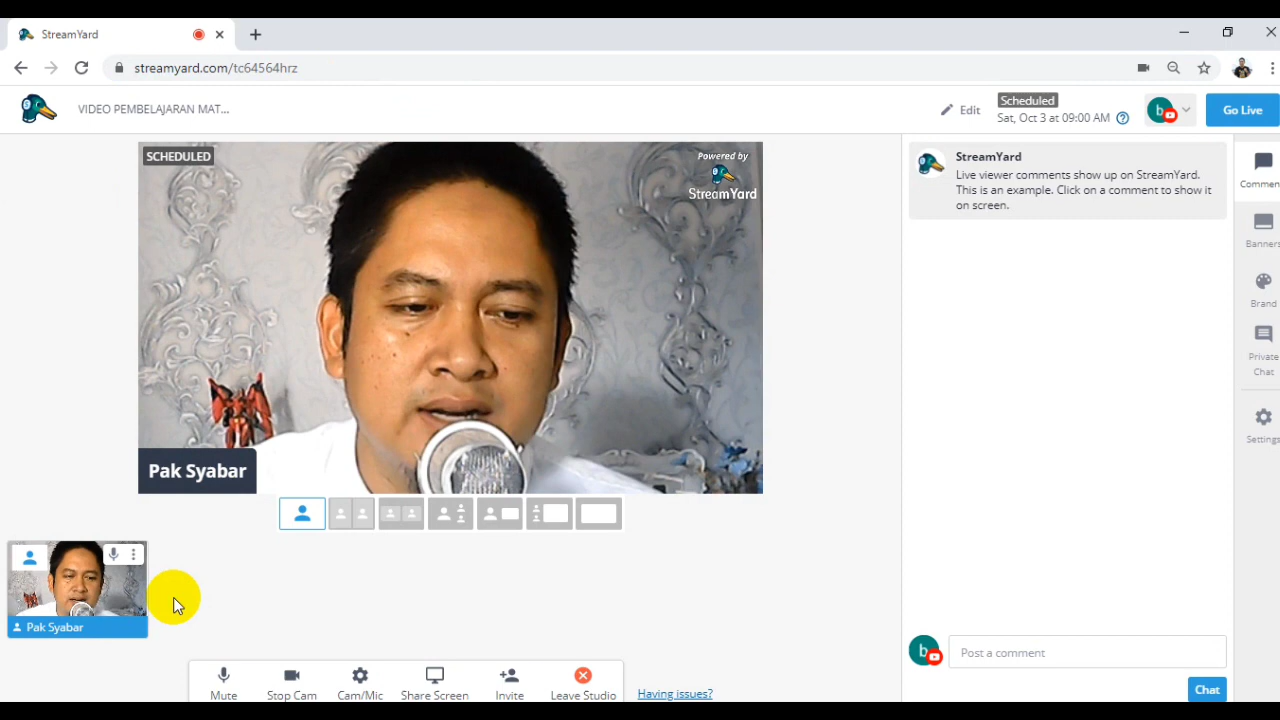 StreamYard
streamyard.com/tc64564hrz
VIDEO PEMBELAJARAN MAT...
Edit
Scheduled
Sat, Oct 3 at 09:00 AM
Go Live
SCHEDULED
Powered by
StreamYard
Pak Syabar
StreamYard
Live viewer comments show up on StreamYard.
This is an example. Click on a comment to show it
on screen.
Commen
Banners
Brand
Private
Chat
Settings
Pak Syabar
Mute
Stop Cam
Cam/Mic
Share Screen
Invite
Leave Studio
Having issues?
b
Post a comment
Chat